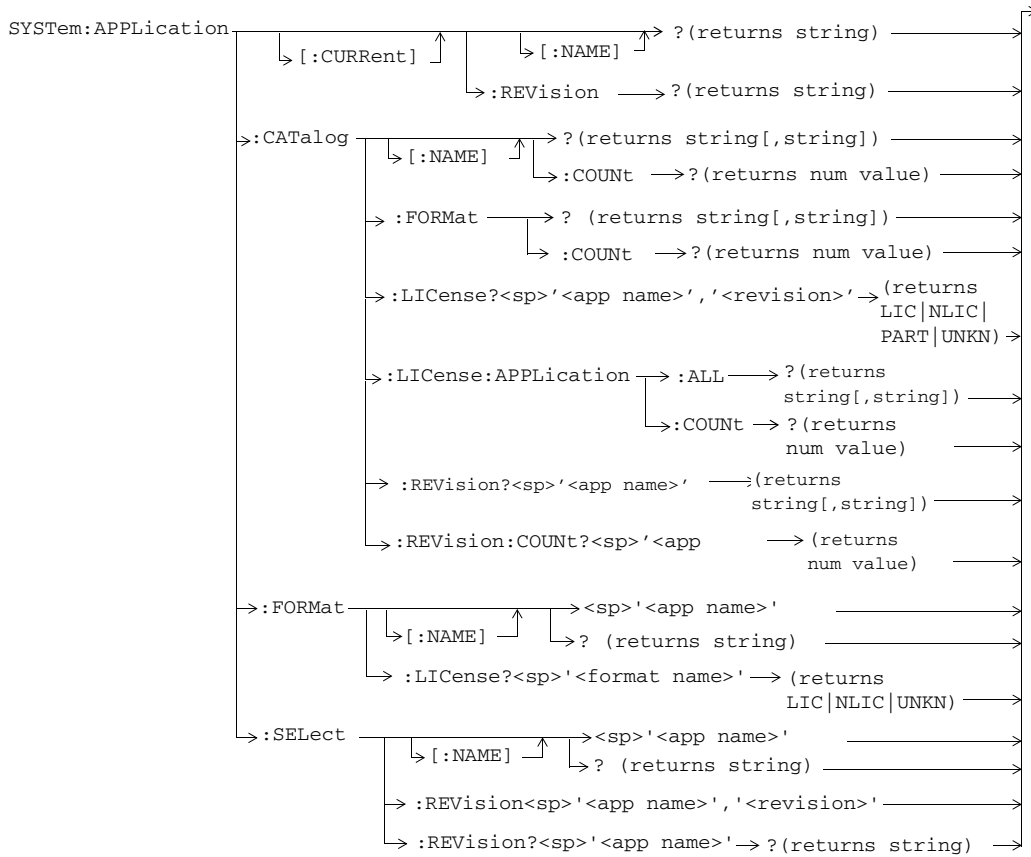 SYSTem:APPLication
[:CURRent] [:NAME] ?(returns string)
:REVision ?(returns string)
:CATalog [:NAME] ?(returns string[,string])
:COUNt ?(returns num value)
:FORMat ? (returns string[,string])
:COUNt ?(returns num value)
:LICense?<sp>'<app name>','<revision>' (returns
LIC|NLIC|
PART|UNKN)
:LICense:APPLication :ALL ?(returns
string[,string])
:COUNt ?(returns
num value)
:REVision?<sp>'<app name>' (returns
string[,string])
:REVision:COUNt?<sp>'<app (returns
num value)
:FORMat [:NAME] <sp>'<app name>'
? (returns string)
:LICense?<sp>'<format name>' (returns
LIC|NLIC|UNKN)
:SELect [:NAME] <sp>'<app name>'
? (returns string)
:REVision<sp>'<app name>','<revision>'
:REVision?<sp>'<app name>' ?(returns string)